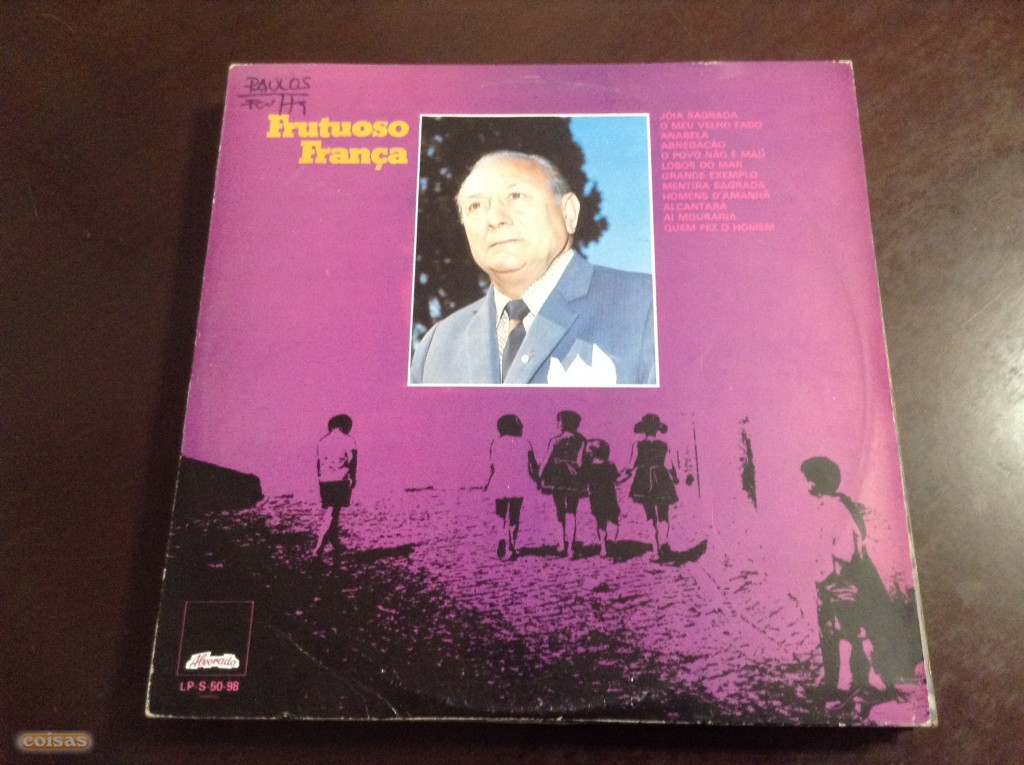 PAULOS
Frutuoso
França
JÓIA SAGRADA
O MEU VELHO FADO
ANABELA
ABNEGAÇÃO
O POVO NÃO É MAU
LOBOS DO MAR
GRANDE EXEMPLO
MENTIRA SAGRADA
HOMENS D'AMANHÃ
ALCANTARA
AI MOURARIA
QUEM FEZ O HOMEM
Alvorada
LP-S-50-98
coisas